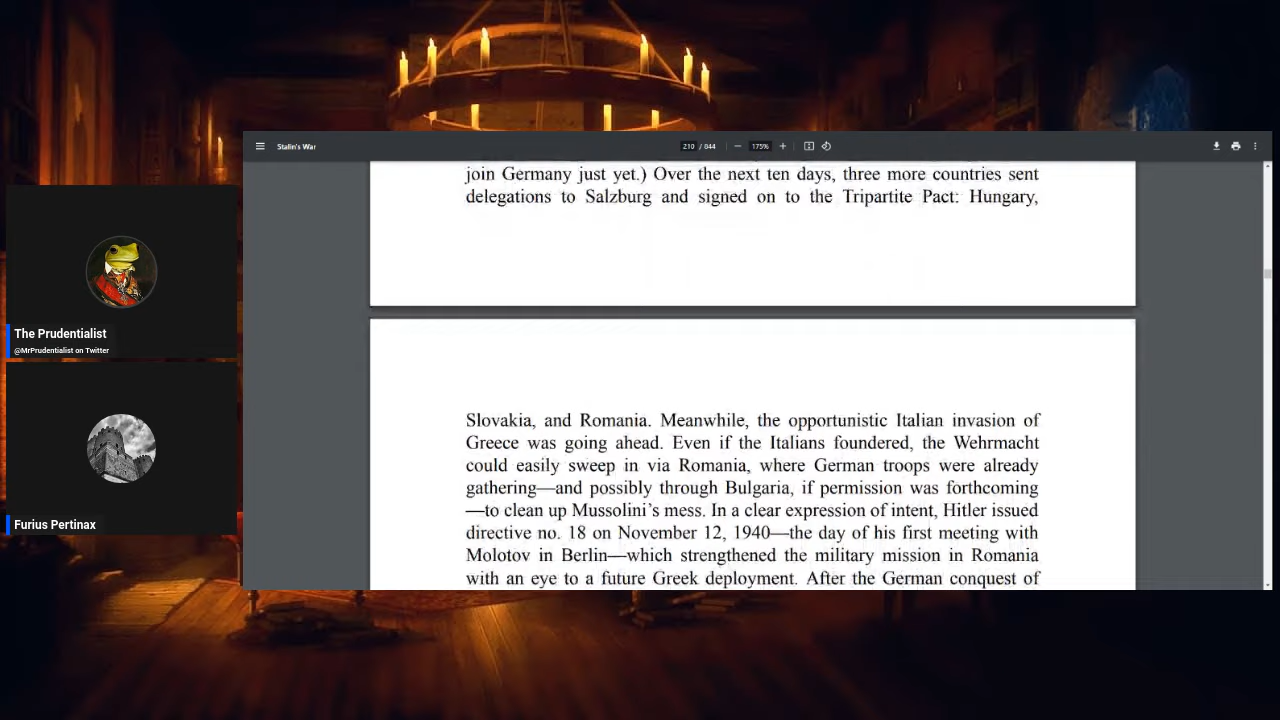 Stalin's War
210 / 844
175%
join Germany just yet.) Over the next ten days, three more countries sent
delegations to Salzburg and signed on to the Tripartite Pact: Hungary,
Slovakia, and Romania. Meanwhile, the opportunistic Italian invasion of
Greece was going ahead. Even if the Italians foundered, the Wehrmacht
could easily sweep in via Romania, where German troops were already
gathering—and possibly through Bulgaria, if permission was forthcoming
—to clean up Mussolini's mess. In a clear expression of intent, Hitler issued
directive no. 18 on November 12, 1940—the day of his first meeting with
Molotov in Berlin—which strengthened the military mission in Romania
with an eye to a future Greek deployment. After the German conquest of
The Prudentialist
@MrPrudentialist on Twitter
Furius Pertinax